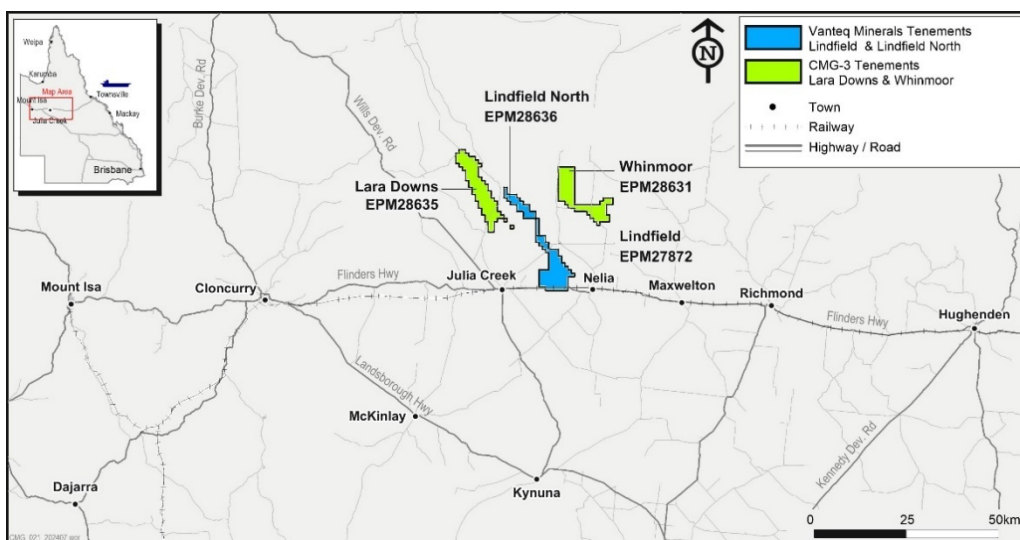 Weipa
Karumba
Map Area
Mount Isa
Townsville
Julia Creek
Mackay
Brisbane
N
Vanteq Minerals Tenements
Lindfield & Lindfield North
CMG-3 Tenements
Lara Downs & Whinmoor
Town
Railway
Highway / Road
Burke Dev. Rd
Wills Dev. Rd
Lindfield North
EPM28636
Whinmoor
EPM28631
Lara Downs
EPM28635
Lindfield
EPM27872
Mount Isa
Cloncurry
Flinders Hwy
Julia Creek
Nelia
Maxwelton
Richmond
Flinders Hwy
Hughenden
Landsborough Hwy
McKinlay
Kynuna
Kennedy Dev. Rd
Dajarra
0 25 50km